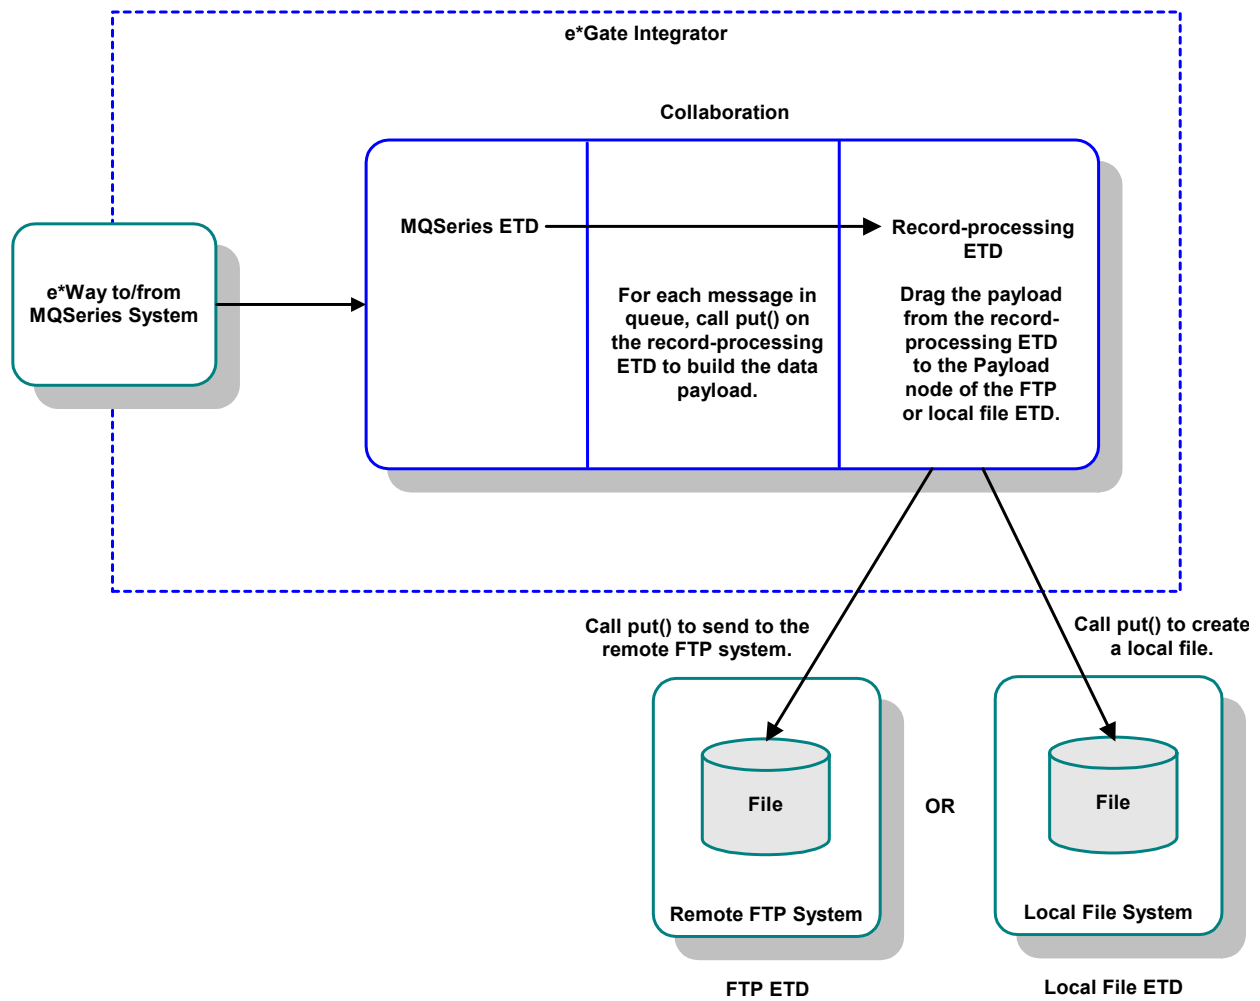 e*Gate Integrator
Collaboration
MQSeries ETD
Record-processing
ETD
e*Way to/from
MQSeries System
For each message in
queue, call put() on
the record-processing
ETD to build the data
payload.
Drag the payload
from the record-
processing ETD
to the Payload
node of the FTP
or local file ETD.
Call put() to send to the
remote FTP system.
Call put() to create
a local file.
File
OR
File
Remote FTP System
Local File System
FTP ETD
Local File ETD